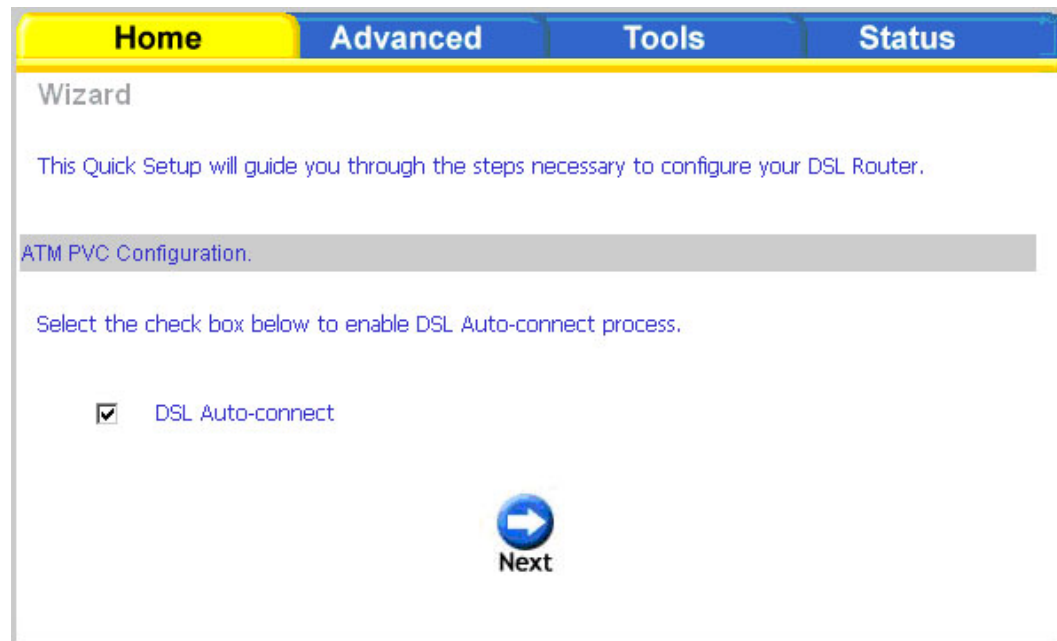 Home Advanced Tools Status
Wizard
This Quick Setup will guide you through the steps necessary to configure your DSL Router.
ATM PVC Configuration.
Select the check box below to enable DSL Auto-connect process.
DSL Auto-connect
Next